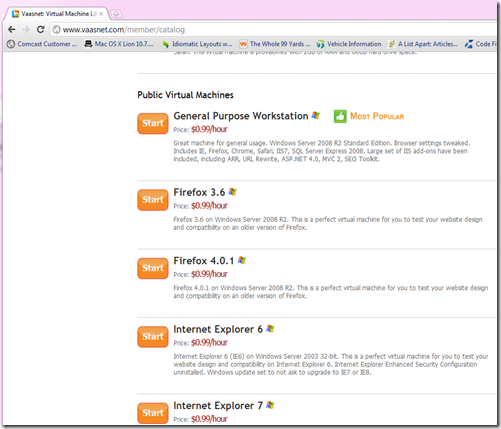 Vaasnet: Virtual Machine Li
www.vaasnet.com/member/catalog
Comcast Customer ...
Mac OS X Lion 10.7....
Idiomatic Layouts w...
The Whole 99 Yards ...
Vehicle Information
A List Apart: Articles...
Code Fi
Public Virtual Machines
Start
General Purpose Workstation
Most Popular
Price: $0.99/hour
Great machine for general usage. Windows Server 2008 R2 Standard Edition. Browser settings tweaked.
Includes IE, Firefox, Chrome, Safari, IIS7, SQL Server Express 2008. Large set of IIS add-ons have been
included, including ARR, URL Rewrite, ASP.NET 4.0, MVC 2, SEO Toolkit.
Start
Firefox 3.6
Price: $0.99/hour
Firefox 3.6 on Windows Server 2008 R2. This is a perfect virtual machine for you to test your website design
and compatibility on an older version of Firefox.
Start
Firefox 4.0.1
Price: $0.99/hour
Firefox 4.0.1 on Windows Server 2008 R2. This is a perfect virtual machine for you to test your website design
and compatibility on an older version of Firefox.
Start
Internet Explorer 6
Price: $0.99/hour
Internet Explorer 6 (IE6) on Windows Server 2003 32-bit. This is a perfect virtual machine for you to test your
website design and compatibility on Internet Explorer 6. Internet Explorer Enhanced Security Configuration
uninstalled. Windows update set to not ask to upgrade to IE7 or IE8.
Start
Internet Explorer 7
Price: $0.99/hour